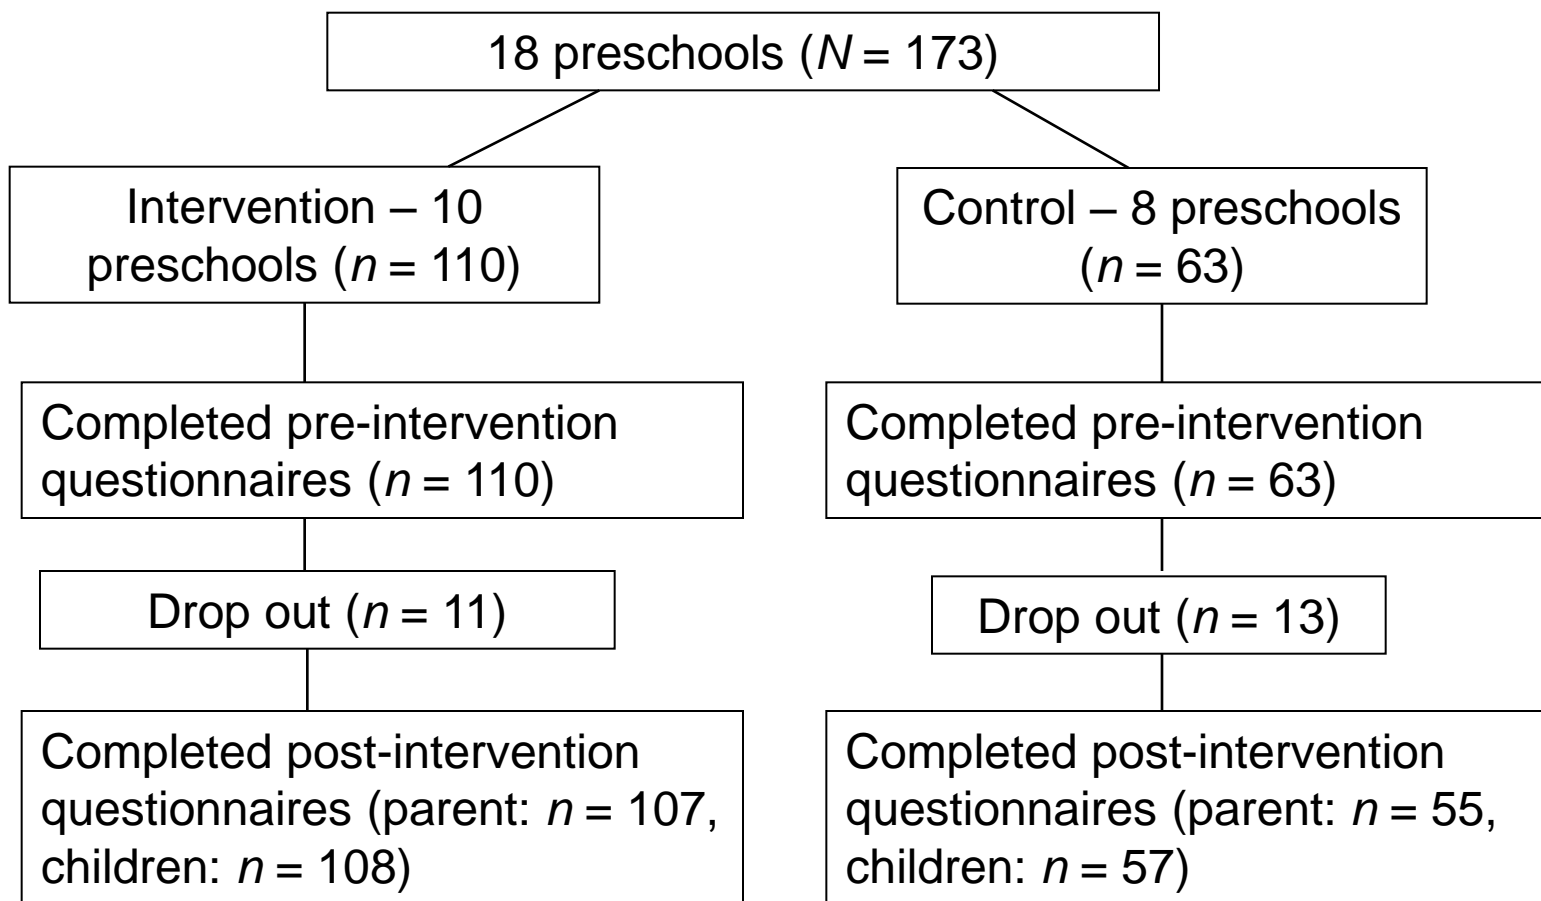 18 preschools (N = 173)
Intervention – 10
preschools (n = 110)
Control – 8 preschools
(n = 63)
Completed pre-intervention
questionnaires (n = 110)
Completed pre-intervention
questionnaires (n = 63)
Drop out (n = 11)
Drop out (n = 13)
Completed post-intervention
questionnaires (parent: n = 107,
children: n = 108)
Completed post-intervention
questionnaires (parent: n = 55,
children: n = 57)